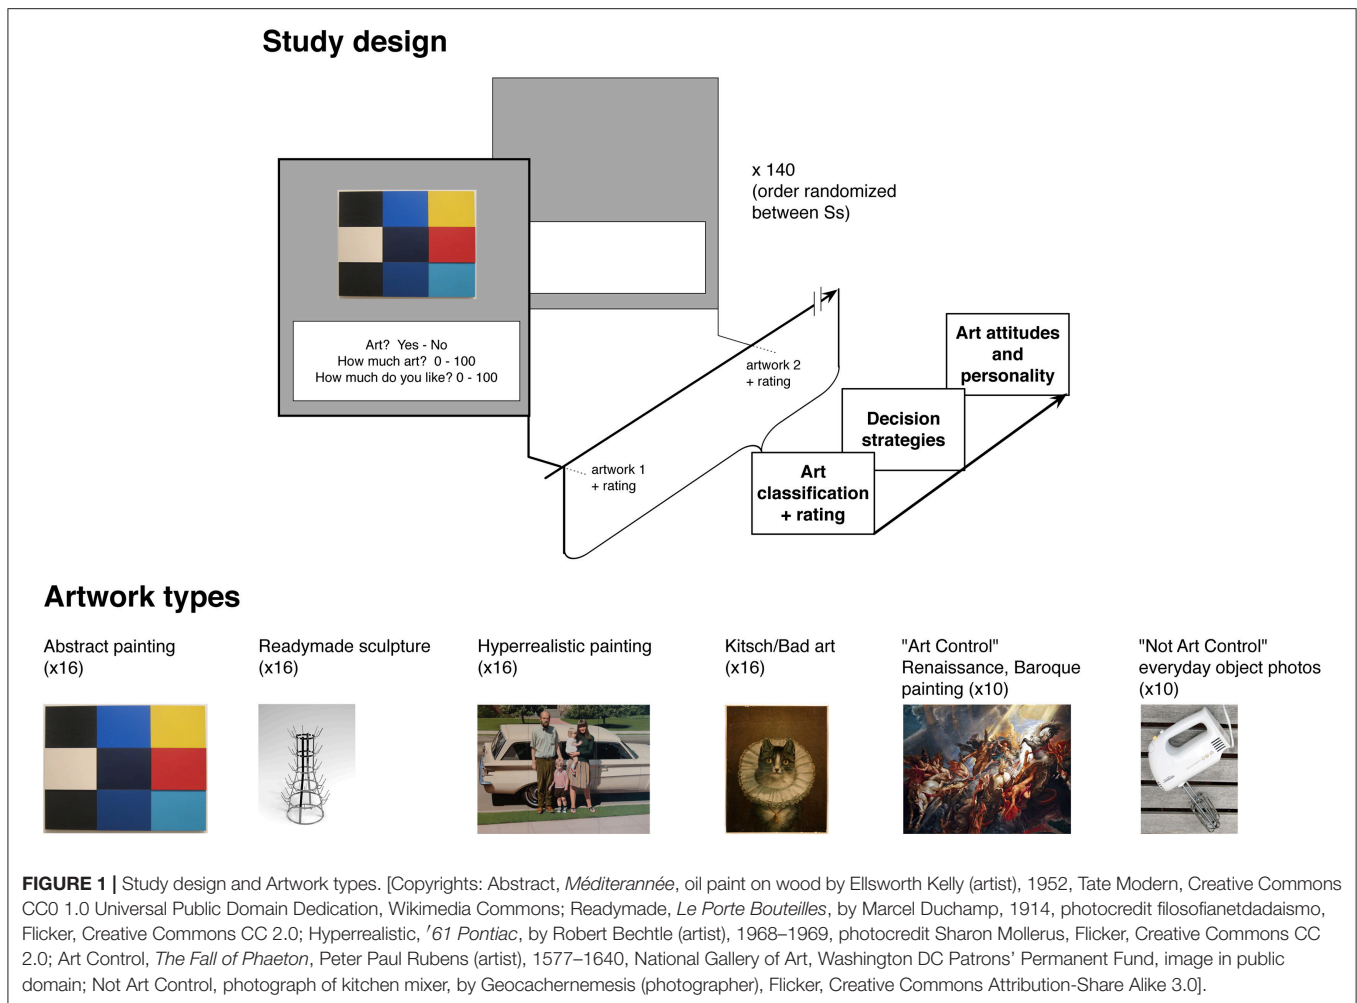 Study design
x 140
(order randomized
between Ss)
Art? Yes - No
How much art? 0 - 100
How much do you like? 0 - 100
artwork 2
+ rating
artwork 1
+ rating
Art attitudes
and
personality
Decision
strategies
Art
classification
+ rating
Artwork types
Abstract painting
(x16)
Readymade sculpture
(x16)
Hyperrealistic painting
(x16)
Kitsch/Bad art
(x16)
"Art Control"
Renaissance, Baroque
painting (x10)
"Not Art Control"
everyday object photos
(x10)
FIGURE 1 | Study design and Artwork types. [Copyrights: Abstract, Méditerannée, oil paint on wood by Ellsworth Kelly (artist), 1952, Tate Modern, Creative Commons
CC0 1.0 Universal Public Domain Dedication, Wikimedia Commons; Readymade, Le Porte Bouteilles, by Marcel Duchamp, 1914, photocredit filosofianetdadaismo,
Flicker, Creative Commons CC 2.0; Hyperrealistic, ′61 Pontiac, by Robert Bechtle (artist), 1968–1969, photocredit Sharon Mollerus, Flicker, Creative Commons CC
2.0; Art Control, The Fall of Phaeton, Peter Paul Rubens (artist), 1577–1640, National Gallery of Art, Washington DC Patrons’ Permanent Fund, image in public
domain; Not Art Control, photograph of kitchen mixer, by Geocachernemesis (photographer), Flicker, Creative Commons Attribution-Share Alike 3.0].